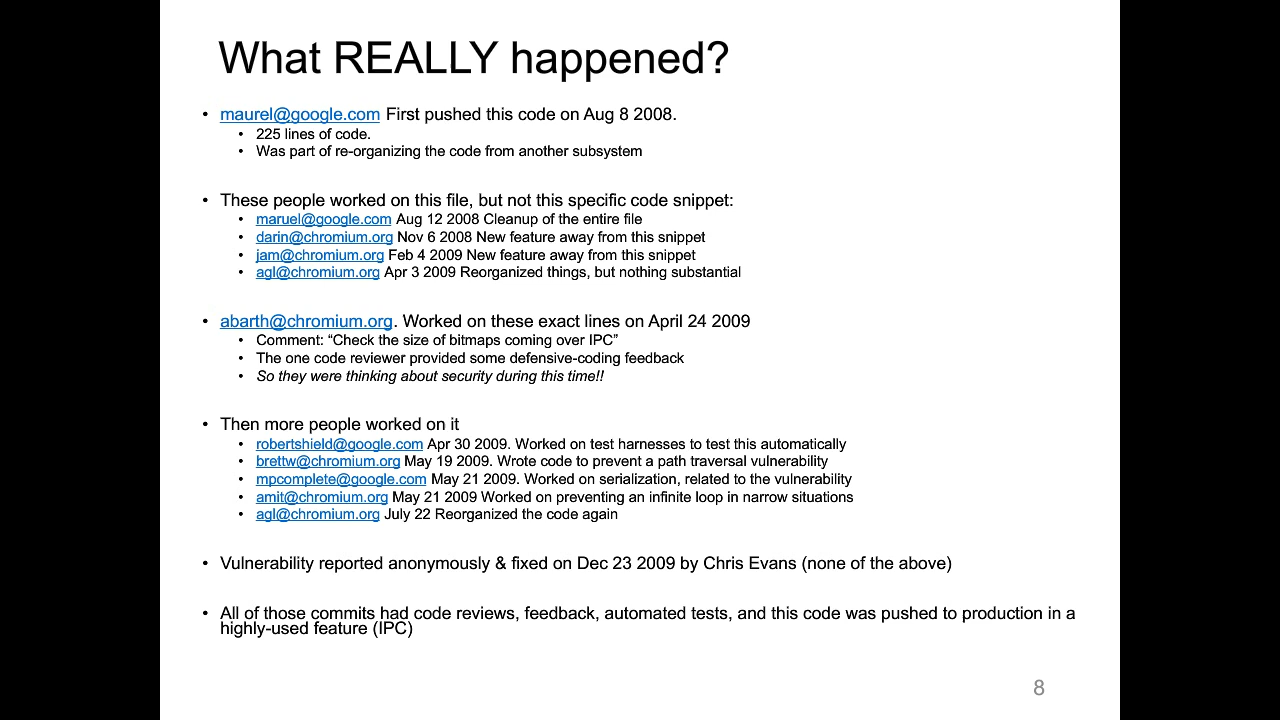 What REALLY happened?
• maurel@google.com First pushed this code on Aug 8 2008.
• 225 lines of code.
• Was part of re-organizing the code from another subsystem
• These people worked on this file, but not this specific code snippet:
• maruel@google.com Aug 12 2008 Cleanup of the entire file
• darin@chromium.org Nov 6 2008 New feature away from this snippet
• jam@chromium.org Feb 4 2009 New feature away from this snippet
• agl@chromium.org Apr 3 2009 Reorganized things, but nothing substantial
• abarth@chromium.org. Worked on these exact lines on April 24 2009
• Comment: “Check the size of bitmaps coming over IPC”
• The one code reviewer provided some defensive-coding feedback
• So they were thinking about security during this time!!
• Then more people worked on it
• robertshield@google.com Apr 30 2009. Worked on test harnesses to test this automatically
• brettw@chromium.org May 19 2009. Wrote code to prevent a path traversal vulnerability
• mpcomplete@google.com May 21 2009. Worked on serialization, related to the vulnerability
• amit@chromium.org May 21 2009 Worked on preventing an infinite loop in narrow situations
• agl@chromium.org July 22 Reorganized the code again
• Vulnerability reported anonymously & fixed on Dec 23 2009 by Chris Evans (none of the above)
• All of those commits had code reviews, feedback, automated tests, and this code was pushed to production in a
highly-used feature (IPC)
8